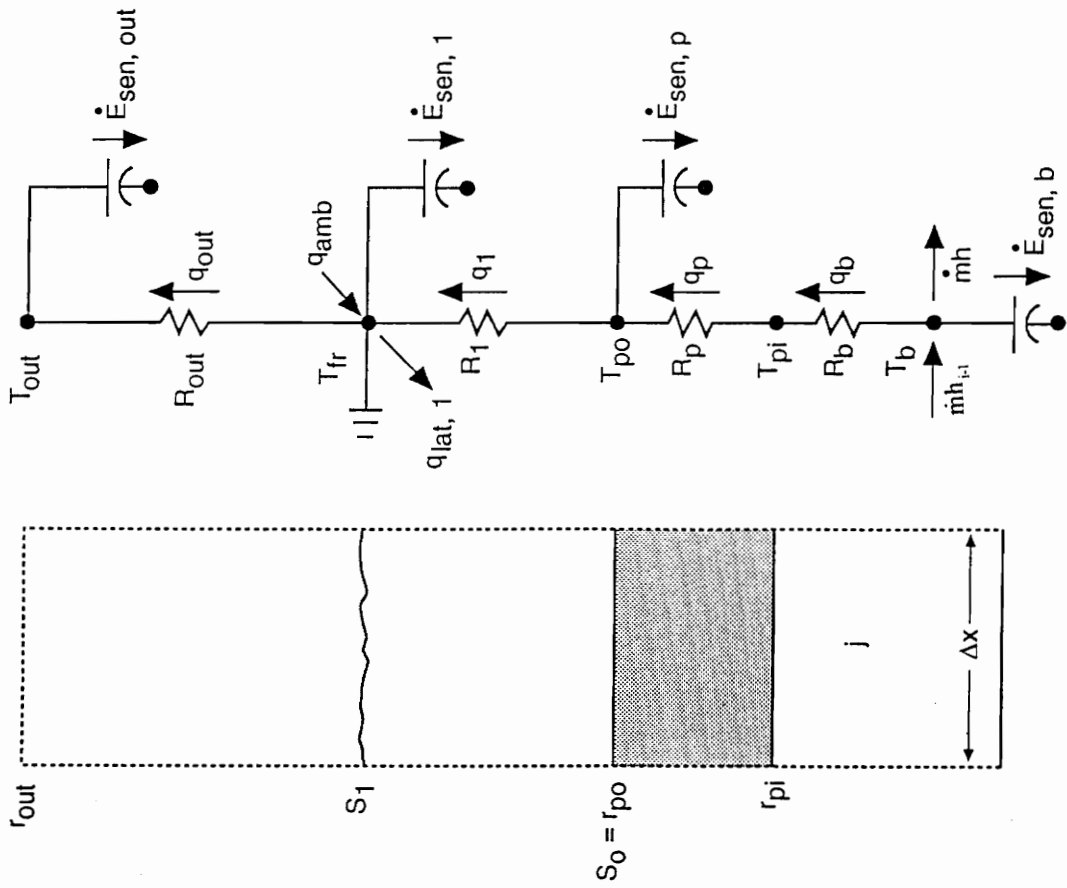 r_out
S_1
S_o = r_po
r_pi
j
Δx
T_out
R_out
q_out
Ė_sen, out
T_fr
q_amb
q_lat, 1
Ė_sen, 1
R_1
q_1
T_po
R_p
q_p
Ė_sen, p
T_pi
R_b
q_b
T_b
ṁh_i-1
ṁh
Ė_sen, b